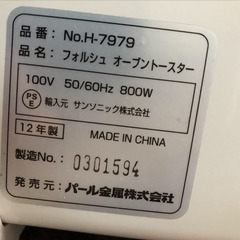 品番: No.H-7979
品名: フォルシュ オーブントースター
100V 50/60Hz 800W
PSE 輸入元 サンソニック株式会社
12年製 MADE IN CHINA
製造No.: 0301594
発売元: パール金属株式会社